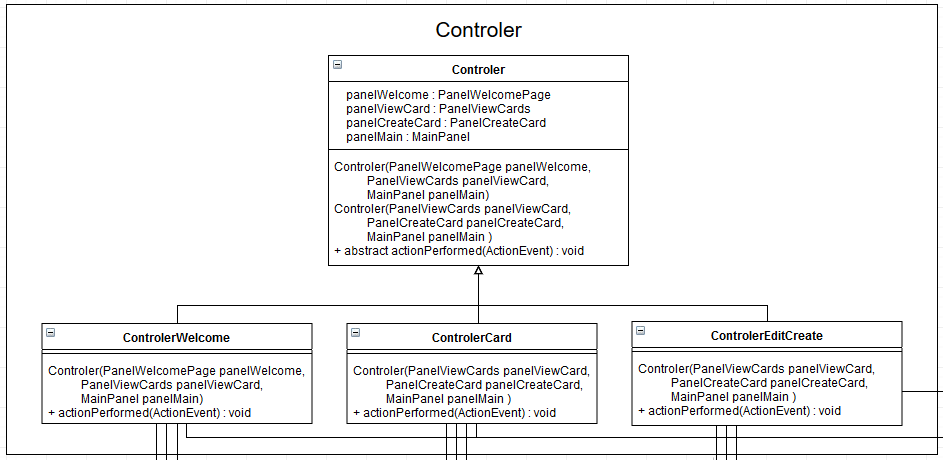 Controler
Controler
panelWelcome : PanelWelcomePage
panelViewCard : PanelViewCards
panelCreateCard : PanelCreateCard
panelMain : MainPanel
Controler(PanelWelcomePage panelWelcome,
PanelViewCards panelViewCard,
MainPanel panelMain)
Controler(PanelViewCards panelViewCard,
PanelCreateCard panelCreateCard,
MainPanel panelMain )
+ abstract actionPerformed(ActionEvent) : void
ControlerWelcome
Controler(PanelWelcomePage panelWelcome,
PanelViewCards panelViewCard,
MainPanel panelMain)
+ actionPerformed(ActionEvent) : void
ControlerCard
Controler(PanelViewCards panelViewCard,
PanelCreateCard panelCreateCard,
MainPanel panelMain )
+ actionPerformed(ActionEvent) : void
ControlerEditCreate
Controler(PanelViewCards panelViewCard,
PanelCreateCard panelCreateCard,
MainPanel panelMain )
+ actionPerformed(ActionEvent) : void